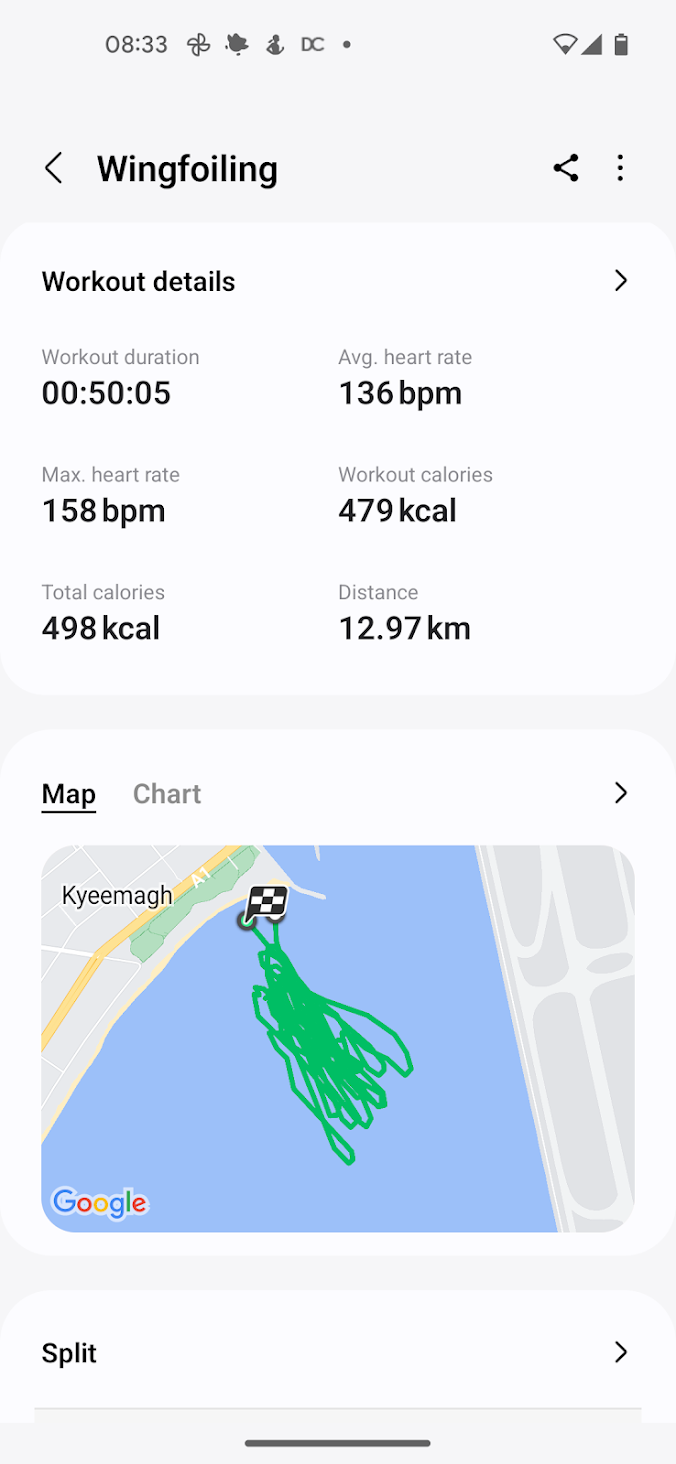 08:33 DC
Wingfoiling
Workout details
Workout duration Avg. heart rate
00:50:05 136 bpm
Max. heart rate Workout calories
158 bpm 479 kcal
Total calories Distance
498 kcal 12.97 km
Map Chart
A1
Kyeemagh
Google
Split